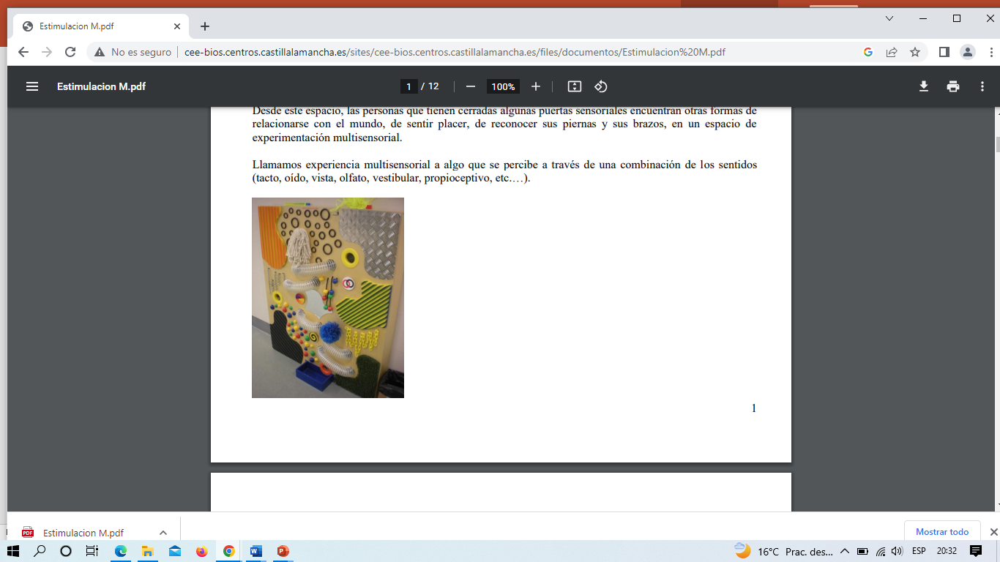 Estimulacion M.pdf
No es seguro
cee-bios.centros.castillalamancha.es/sites/cee-bios.centros.castillalamancha.es/files/documentos/Estimulacion%20M.pdf
Estimulacion M.pdf
1 / 12
100%
Desde este espacio, las personas que tienen cerradas algunas puertas sensoriales encuentran otras formas de
relacionarse con el mundo, de sentir placer, de reconocer sus piernas y sus brazos, en un espacio de
experimentación multisensorial.
Llamamos experiencia multisensorial a algo que se percibe a través de una combinación de los sentidos
(tacto, oído, vista, olfato, vestibular, propioceptivo, etc.…).
1
PDF
Estimulacion M.pdf
Mostrar todo
16°C Prac. des...
ESP
20:32